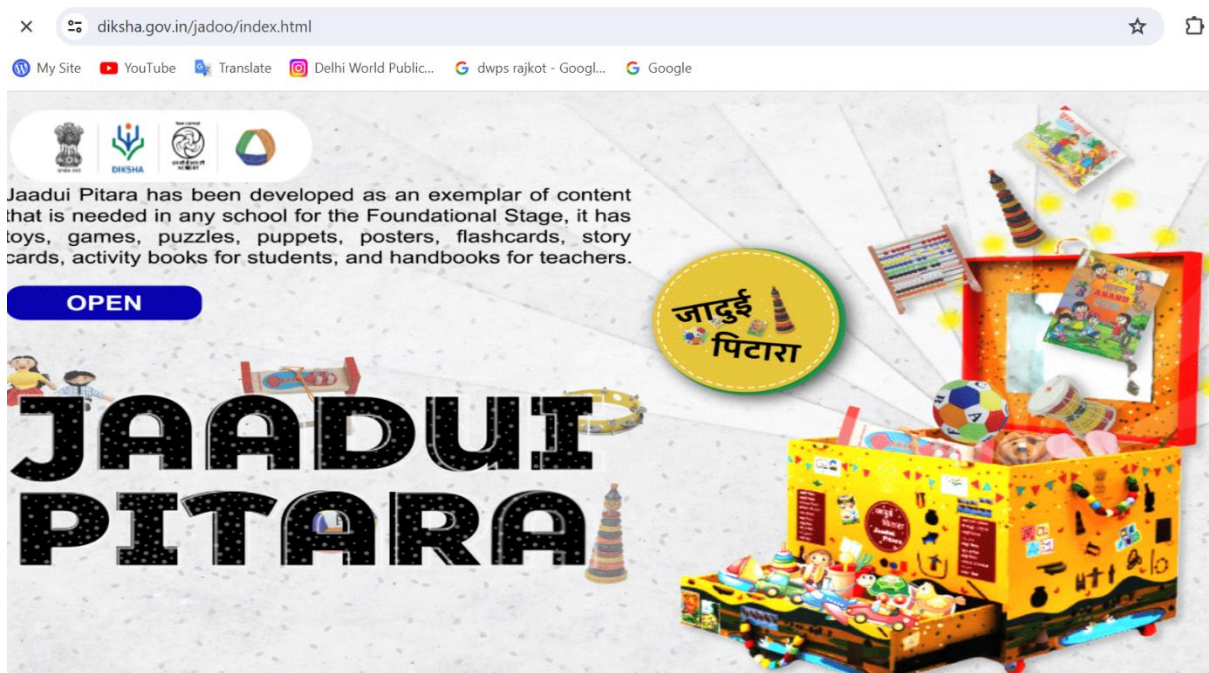 diksha.gov.in/jadoo/index.html
My Site YouTube Translate Delhi World Public... dwps rajkot - Googl... Google
DIKSHA
NCERT
Jaadui Pitara has been developed as an exemplar of content
that is needed in any school for the Foundational Stage, it has
toys, games, puzzles, puppets, posters, flashcards, story
cards, activity books for students, and handbooks for teachers.
OPEN
जादुई
पिटारा
ANAND
JAADUI
PITARA
जादुई
पिटारा
Jaadui
Pitara